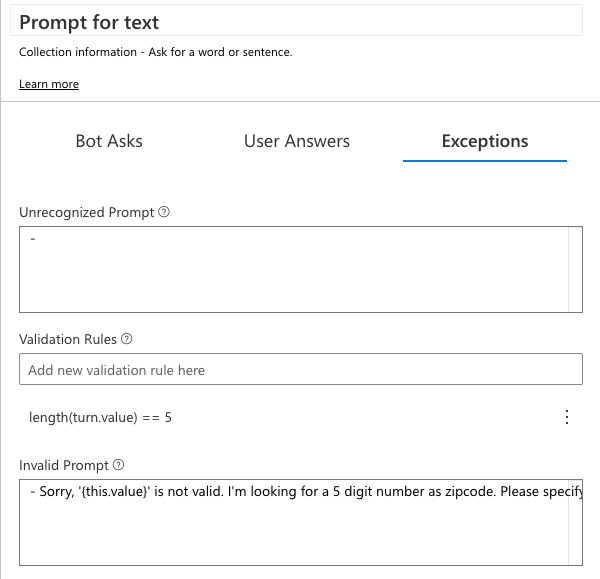 Prompt for text
Collection information - Ask for a word or sentence.
Learn more
Bot Asks User Answers Exceptions
Unrecognized Prompt
-
Validation Rules
Add new validation rule here
length(turn.value) == 5
Invalid Prompt
- Sorry, '{this.value}' is not valid. I'm looking for a 5 digit number as zipcode. Please specify